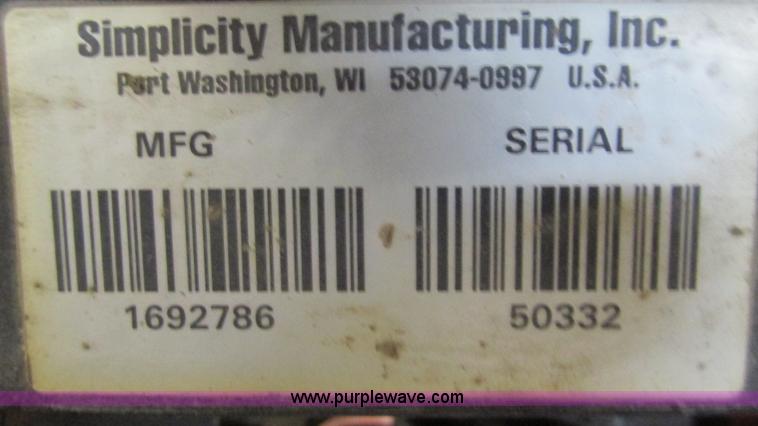 Simplicity Manufacturing, Inc.
Port Washington, WI 53074-0997 U.S.A.
MFG SERIAL
1692786 50332
www.purplewave.com